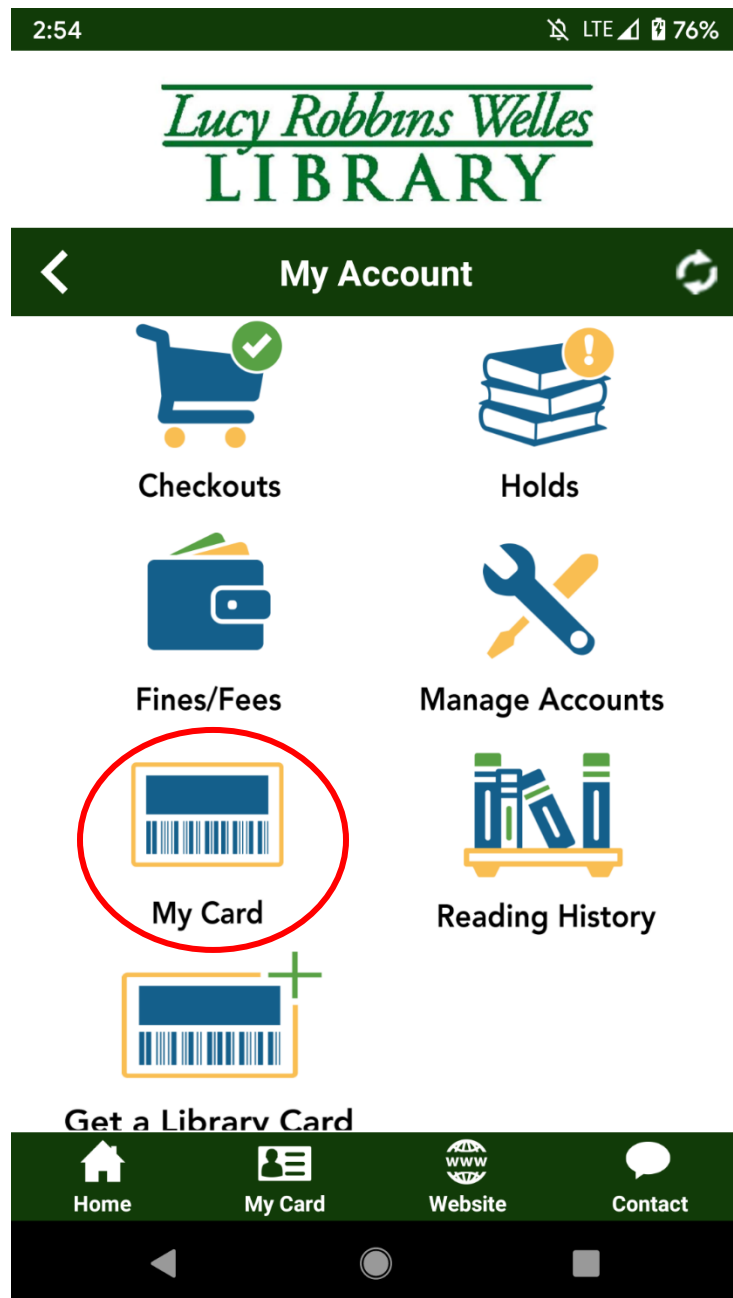 2:54 LTE 76%
Lucy Robbins Welles
LIBRARY
My Account
Checkouts Holds
Fines/Fees Manage Accounts
My Card Reading History
Get a Library Card
www
Home My Card Website Contact